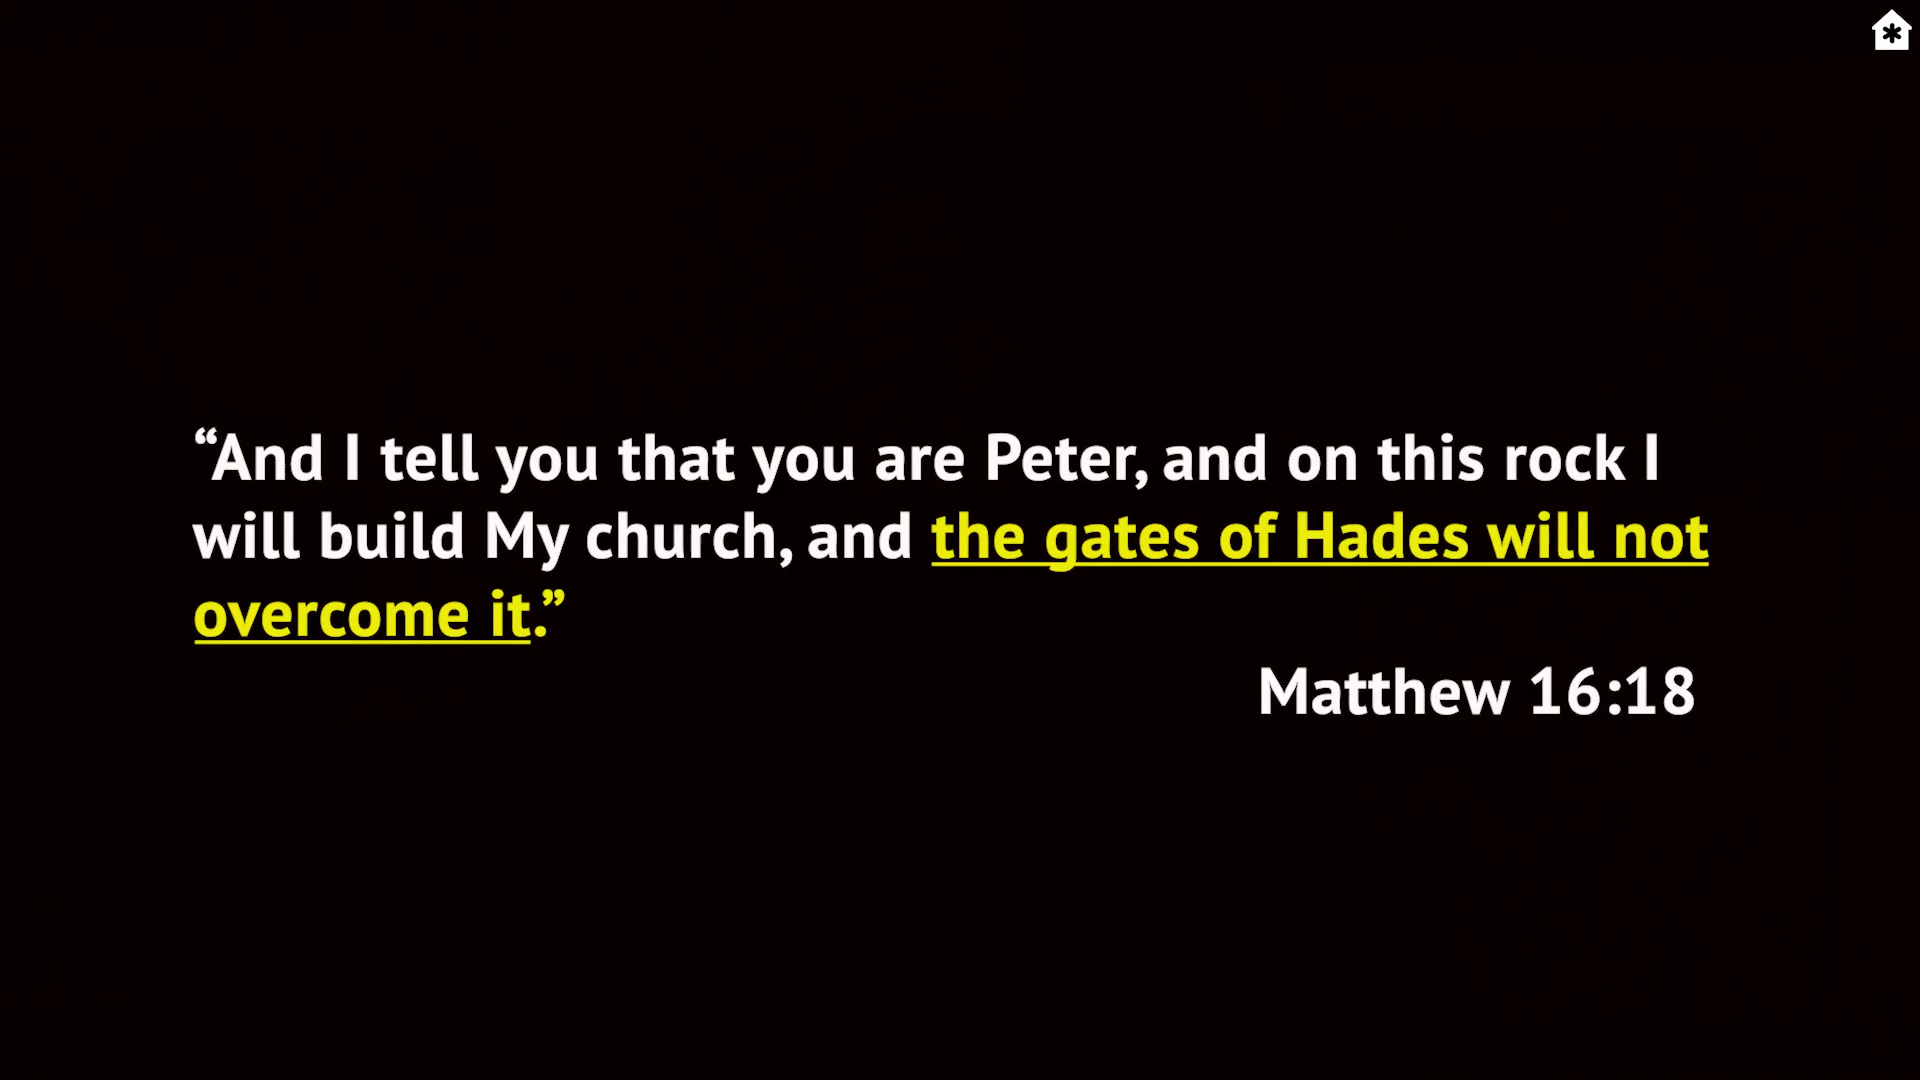 “And I tell you that you are Peter, and on this rock I
will build My church, and the gates of Hades will not
overcome it.”
Matthew 16:18